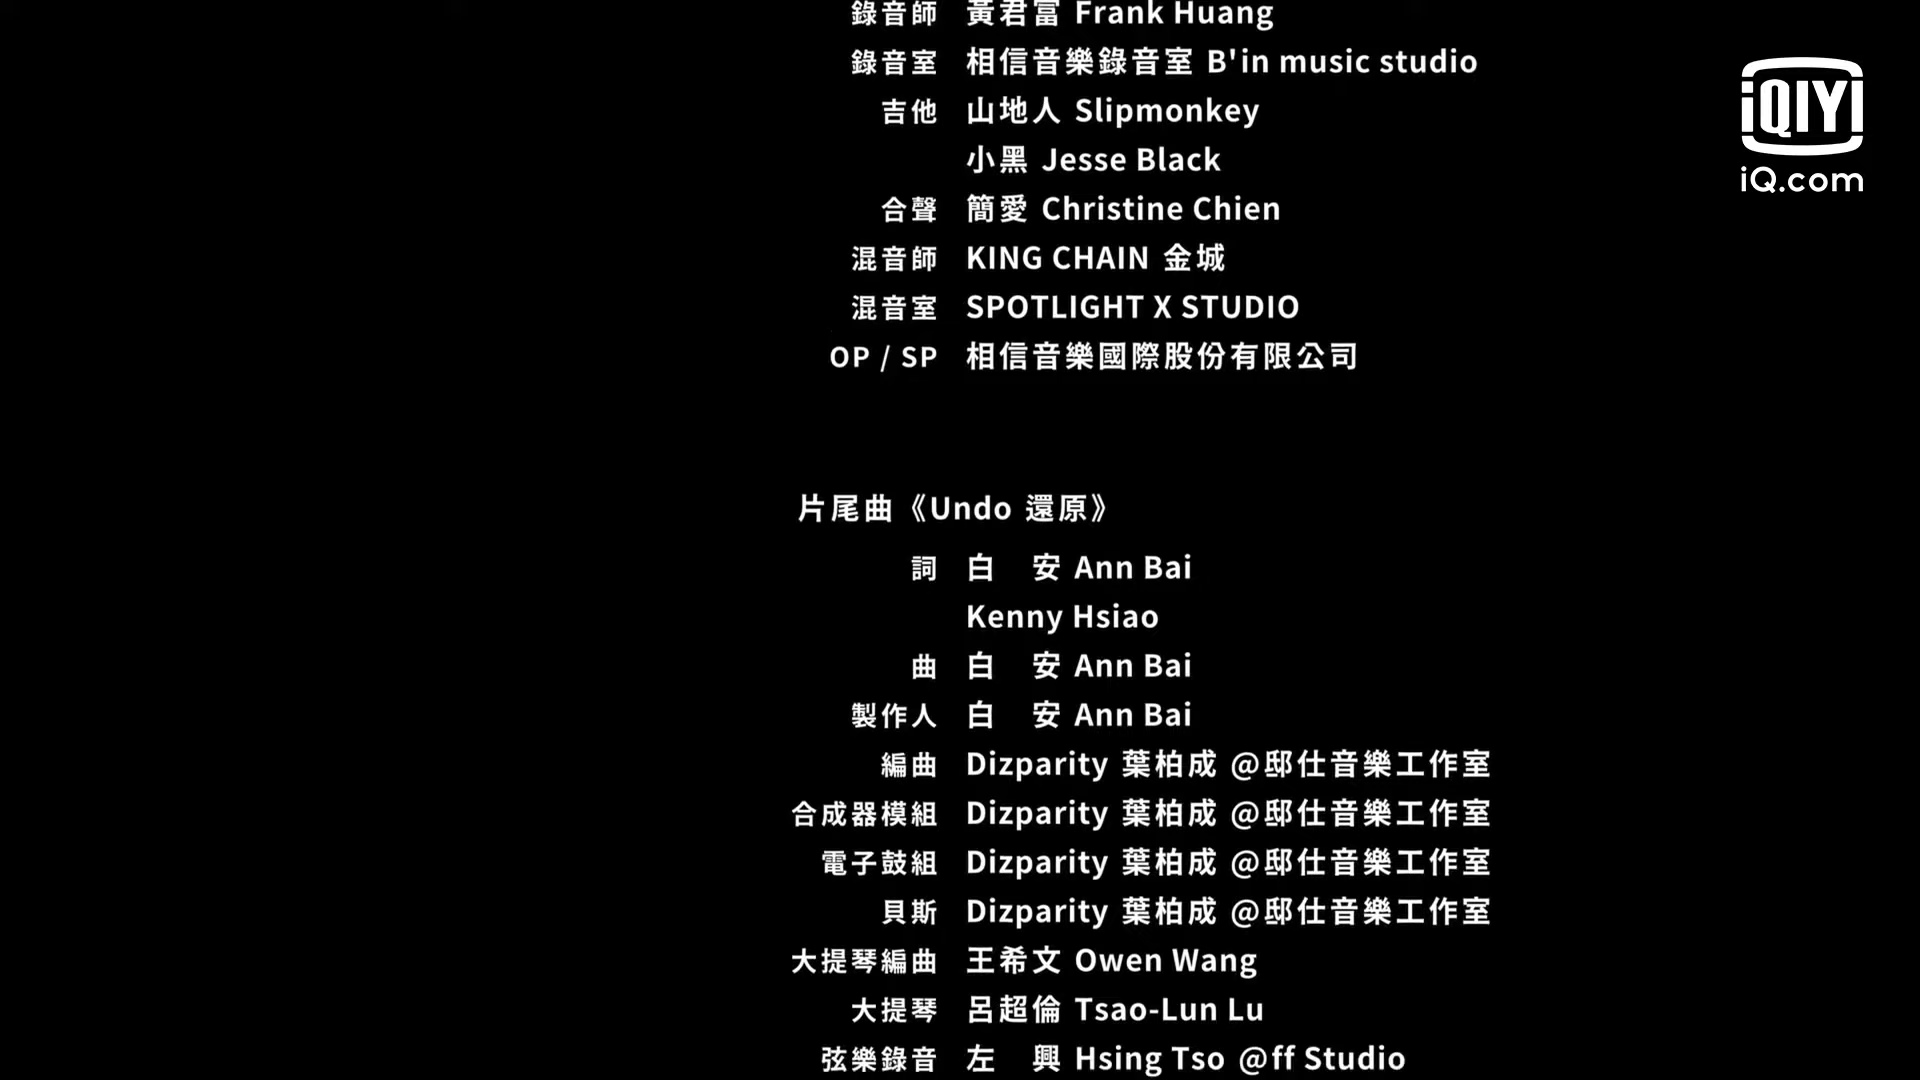 錄音師 黃君富 Frank Huang
錄音室 相信音樂錄音室 B'in music studio
吉他 山地人 Slipmonkey
小黑 Jesse Black
合聲 簡愛 Christine Chien
混音師 KING CHAIN 金城
混音室 SPOTLIGHT X STUDIO
OP / SP 相信音樂國際股份有限公司
iQIYI
iQ.com
片尾曲《Undo 還原》
詞 白 安 Ann Bai
Kenny Hsiao
曲 白 安 Ann Bai
製作人 白 安 Ann Bai
編曲 Dizparity 葉柏成 @邸仕音樂工作室
合成器模組 Dizparity 葉柏成 @邸仕音樂工作室
電子鼓組 Dizparity 葉柏成 @邸仕音樂工作室
貝斯 Dizparity 葉柏成 @邸仕音樂工作室
大提琴編曲 王希文 Owen Wang
大提琴 呂超倫 Tsao-Lun Lu
弦樂錄音 左 興 Hsing Tso @ff Studio